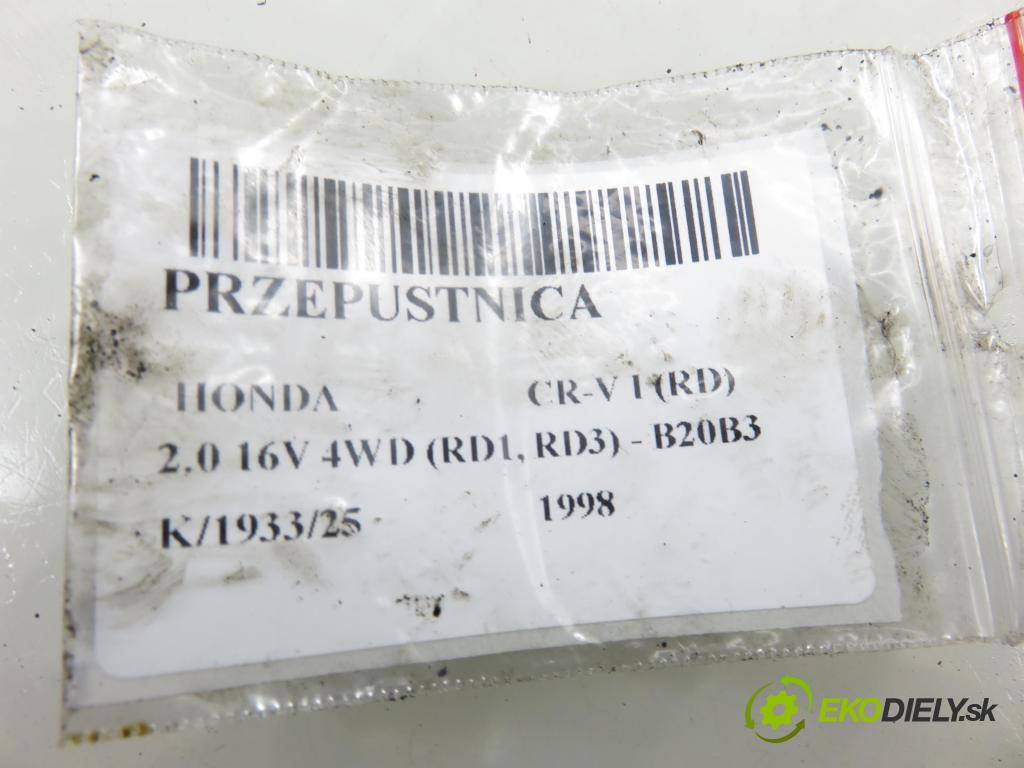 PRZEPUSTNICA
HONDA CR-V I (RD)
2.0 16V 4WD (RD1, RD3) - B20B3
K/1933/25 1998
EKODIELY.sk